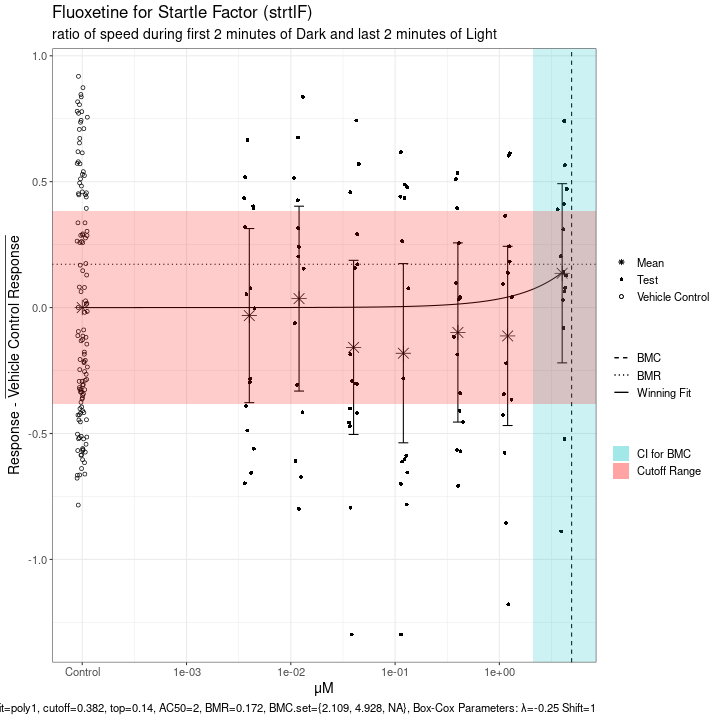 Fluoxetine for Startle Factor (strtlF)
ratio of speed during first 2 minutes of Dark and last 2 minutes of Light
Response - Vehicle Control Response
1.0
0.5
0.0
-0.5
-1.0
Control
1e-03
1e-02
1e-01
1e+00
μM
Mean
Test
Vehicle Control
BMC
BMR
Winning Fit
CI for BMC
Cutoff Range
it=poly1, cutoff=0.382, top=0.14, AC50=2, BMR=0.172, BMC.set={2.109, 4.928, NA}, Box-Cox Parameters: λ=-0.25 Shift=1